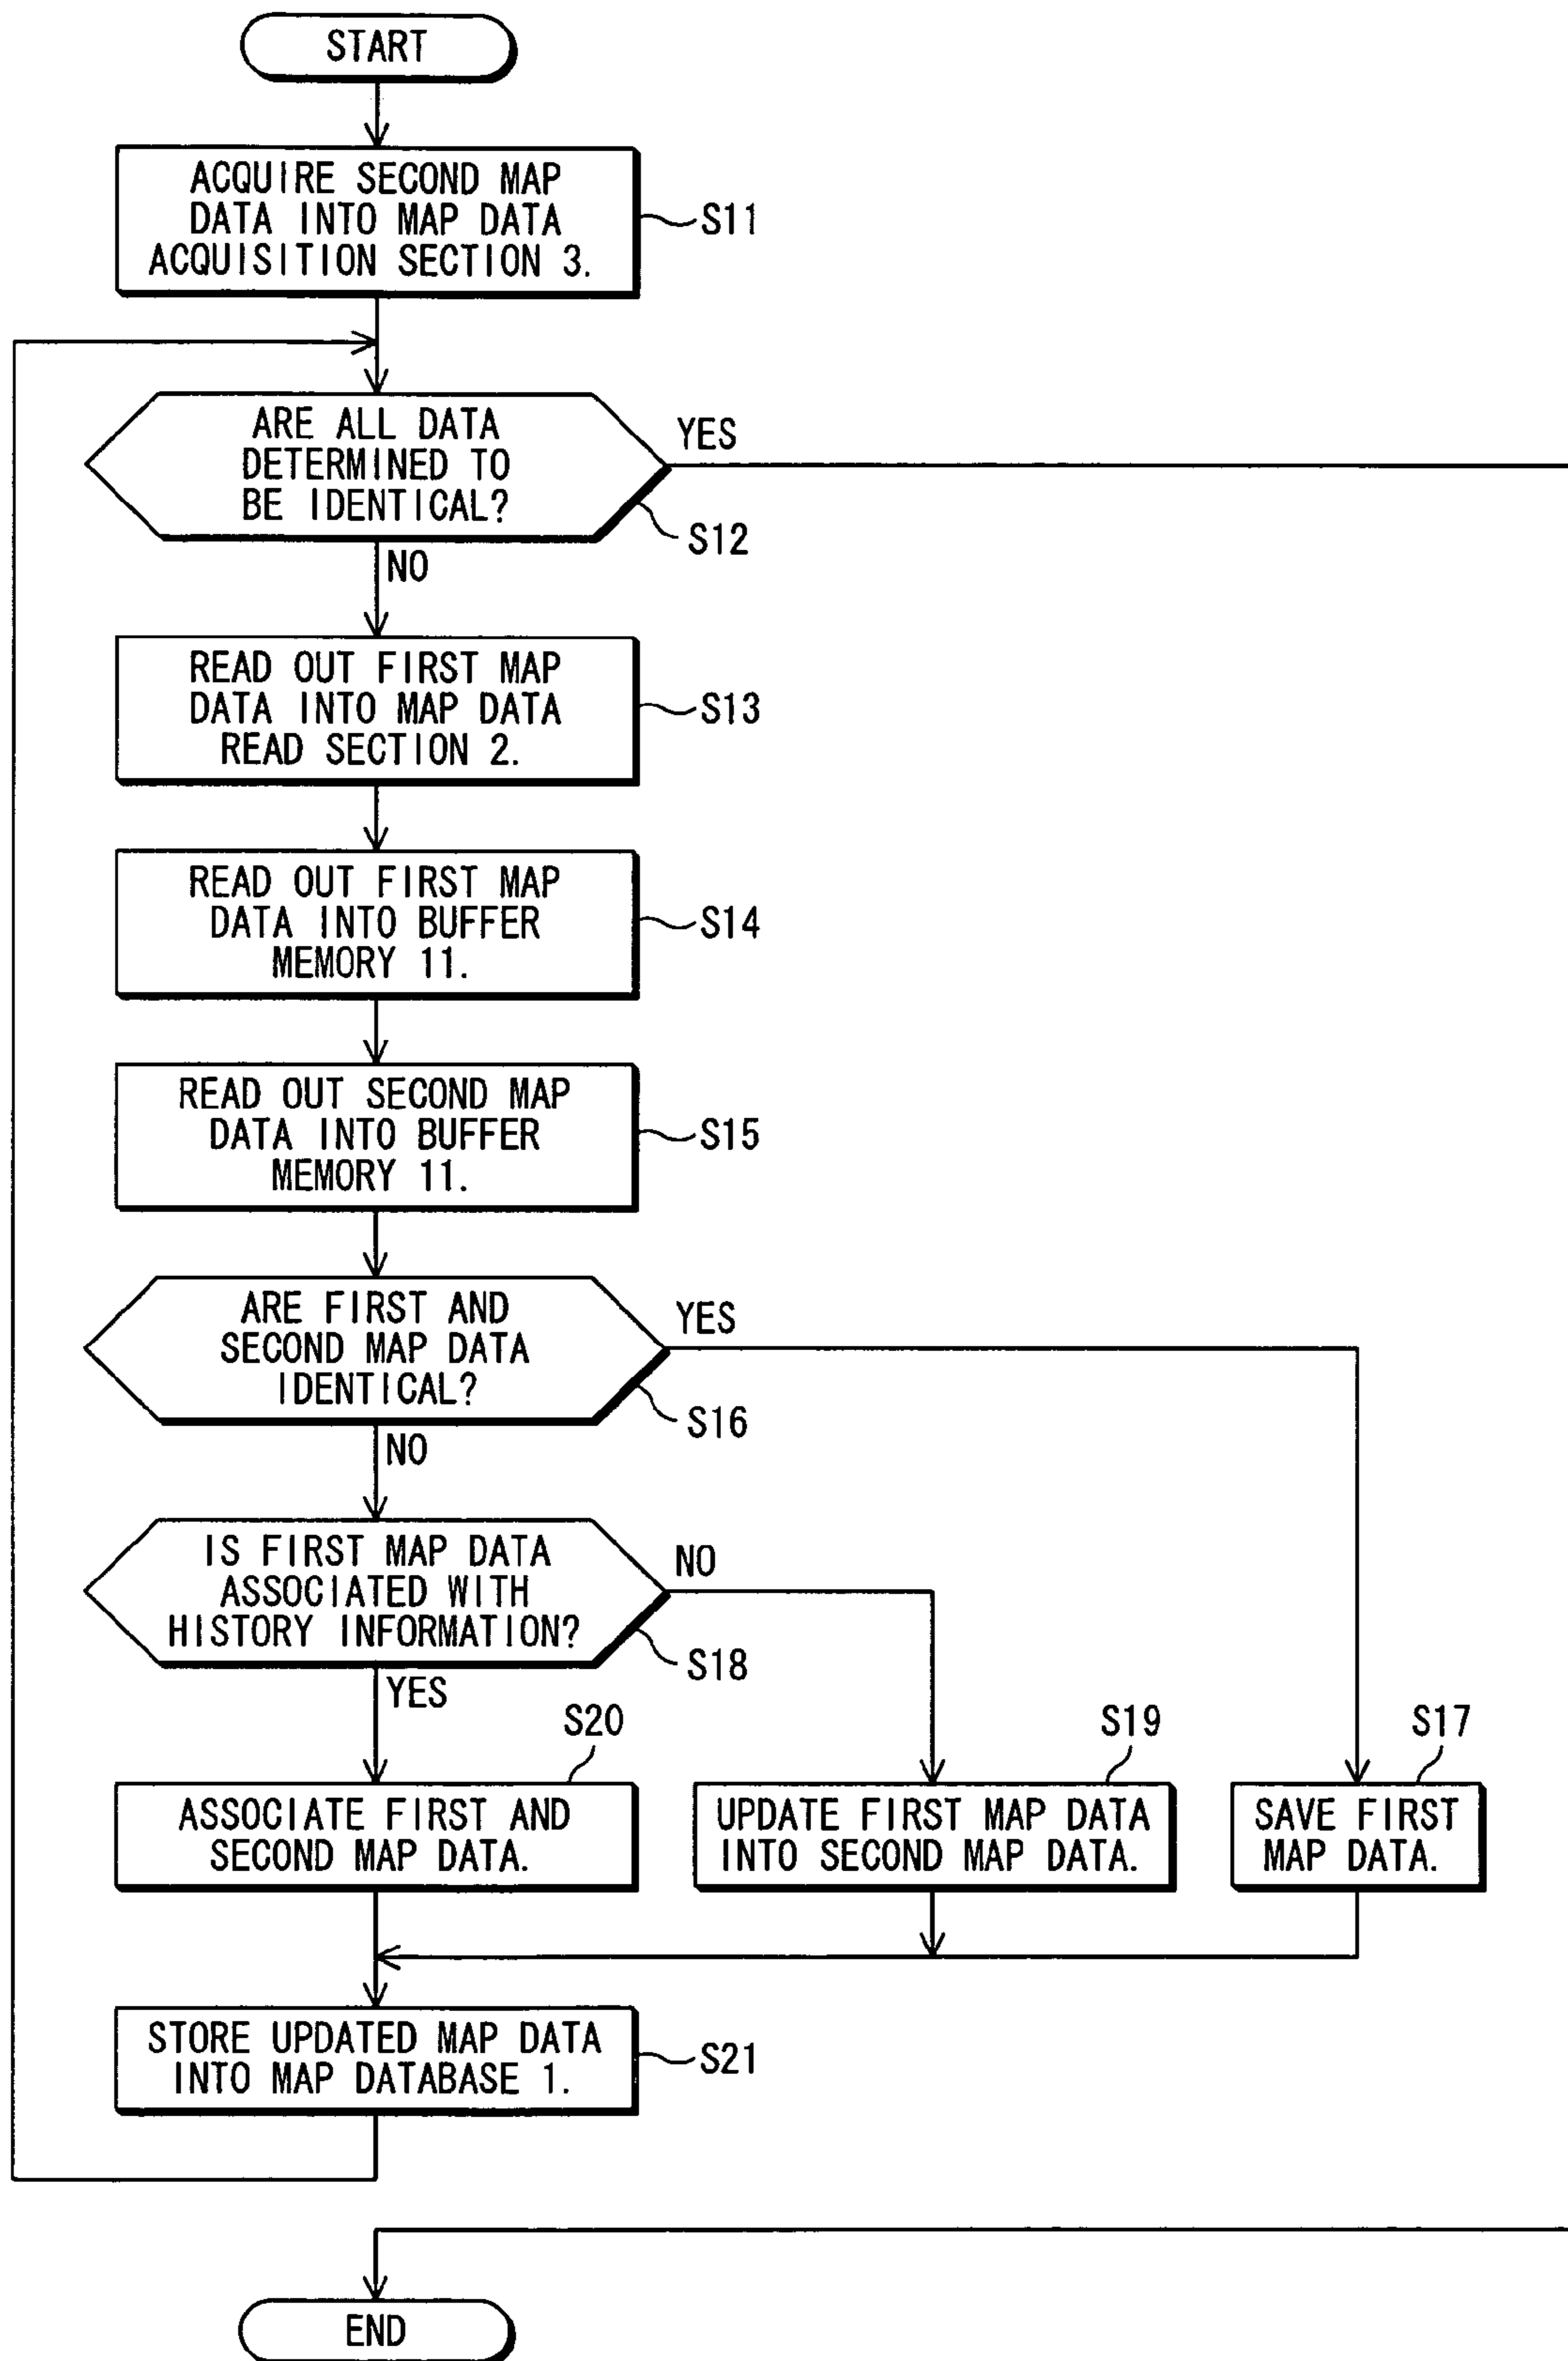 START
ACQUIRE SECOND MAP
DATA INTO MAP DATA
ACQUISITION SECTION 3.
S11
ARE ALL DATA
DETERMINED TO
BE IDENTICAL?
YES
S12
NO
READ OUT FIRST MAP
DATA INTO MAP DATA
READ SECTION 2.
S13
READ OUT FIRST MAP
DATA INTO BUFFER
MEMORY 11.
S14
READ OUT SECOND MAP
DATA INTO BUFFER
MEMORY 11.
S15
ARE FIRST AND
SECOND MAP DATA
IDENTICAL?
YES
S16
NO
IS FIRST MAP DATA
ASSOCIATED WITH
HISTORY INFORMATION?
NO
S18
YES
S20
ASSOCIATE FIRST AND
SECOND MAP DATA.
S19
UPDATE FIRST MAP DATA
INTO SECOND MAP DATA.
S17
SAVE FIRST
MAP DATA.
STORE UPDATED MAP DATA
INTO MAP DATABASE 1.
S21
END